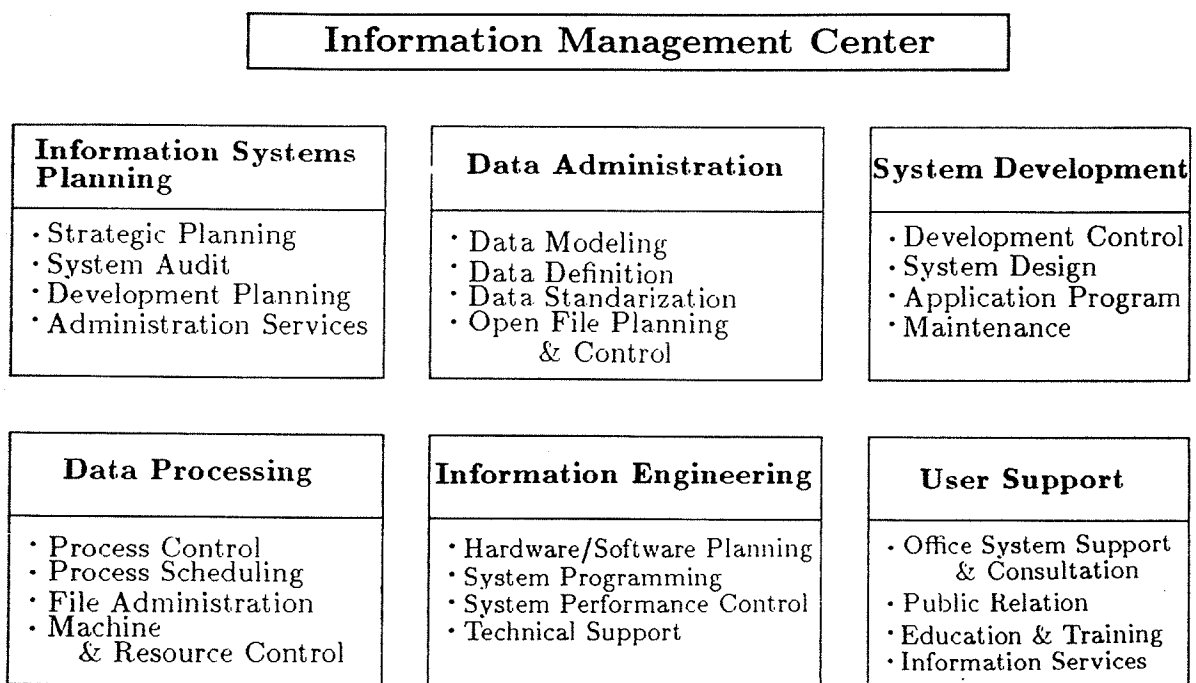 Information Management Center
Information Systems
Planning
· Strategic Planning
· System Audit
· Development Planning
· Administration Services
Data Administration
· Data Modeling
· Data Definition
· Data Standarization
· Open File Planning
& Control
System Development
· Development Control
· System Design
· Application Program
· Maintenance
Data Processing
· Process Control
· Process Scheduling
· File Administration
· Machine
& Resource Control
Information Engineering
· Hardware/Software Planning
· System Programming
· System Performance Control
· Technical Support
User Support
· Office System Support
& Consultation
· Public Relation
· Education & Training
· Information Services